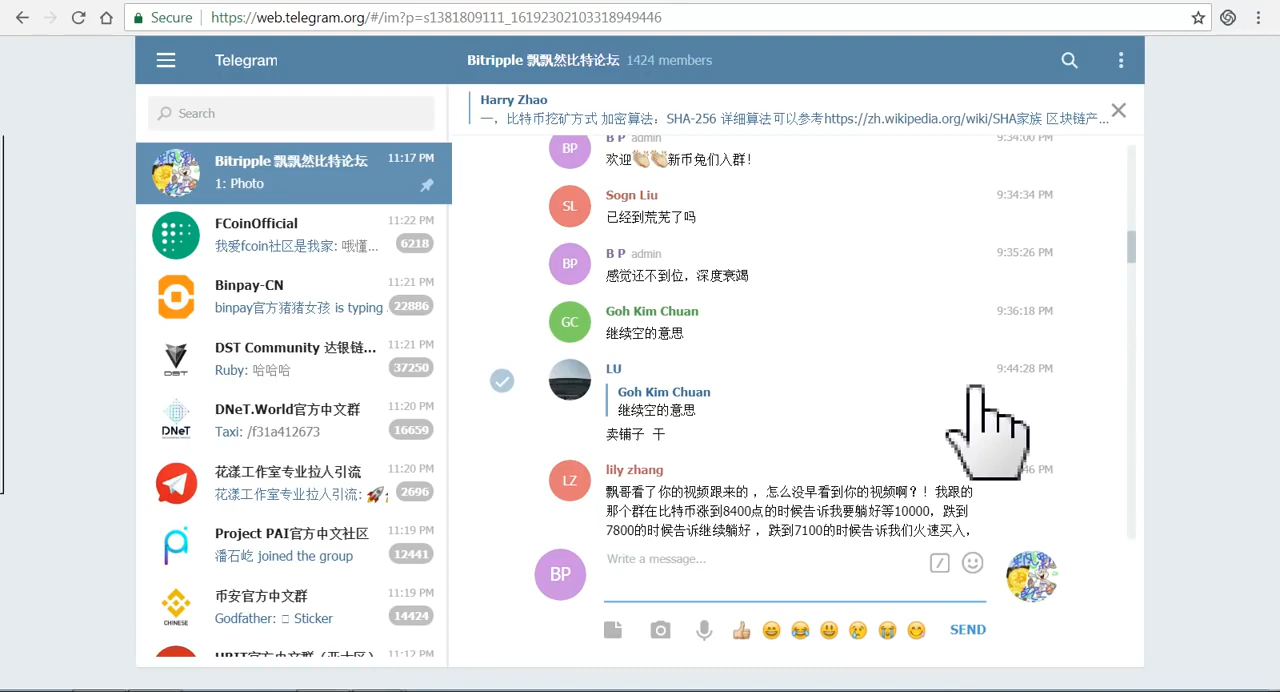 Secure
https://web.telegram.org/#/im?p=s1381809111_16192302103318949446
Telegram
Bitripple 飘飘然比特论坛 1424 members
Search
Bitripple 飘飘然比特论坛 11:17 PM
1: Photo
FCoinOfficial 11:22 PM
我爱fcoin社区是我家: 哦懂... 6218
Binpay-CN 11:21 PM
binpay官方猪猪女孩 is typing 22886
DST Community 达银链... 11:21 PM
DST
Ruby: 哈哈哈 37250
DNeT.World官方中文群 11:20 PM
DNeT
Taxi: /f31a412673 16659
花漾工作室专业拉人引流 11:20 PM
花漾工作室专业拉人引流: 🚀 2696
Project PAI官方中文社区 11:19 PM
潘石屹 joined the group 12441
币安官方中文群 11:19 PM
CHINESE
Godfather: Sticker 14424
11:12 PM
Harry Zhao
一，比特币挖矿方式 加密算法：SHA-256 详细算法可以参考https://zh.wikipedia.org/wiki/SHA家族 区块链产...
BP
B P admin 9:34:00 PM
欢迎👏🏻👏🏻新币兔们入群！
SL
Sogn Liu 9:34:34 PM
已经到荒芜了吗
BP
B P admin 9:35:26 PM
感觉还不到位，深度衰竭
GC
Goh Kim Chuan 9:36:18 PM
继续空的意思
LU 9:44:28 PM
Goh Kim Chuan
继续空的意思
卖铺子 干
LZ
lily zhang 46 PM
飘哥看了你的视频跟来的 ，怎么没早看到你的视频啊？！我跟的
那个群在比特币涨到8400点的时候告诉我要躺好等10000，跌到
7800的时候告诉继续躺好 ，跌到7100的时候告诉我们火速买入，
BP
Write a message...
👍😄😂😃😢😭😋 SEND